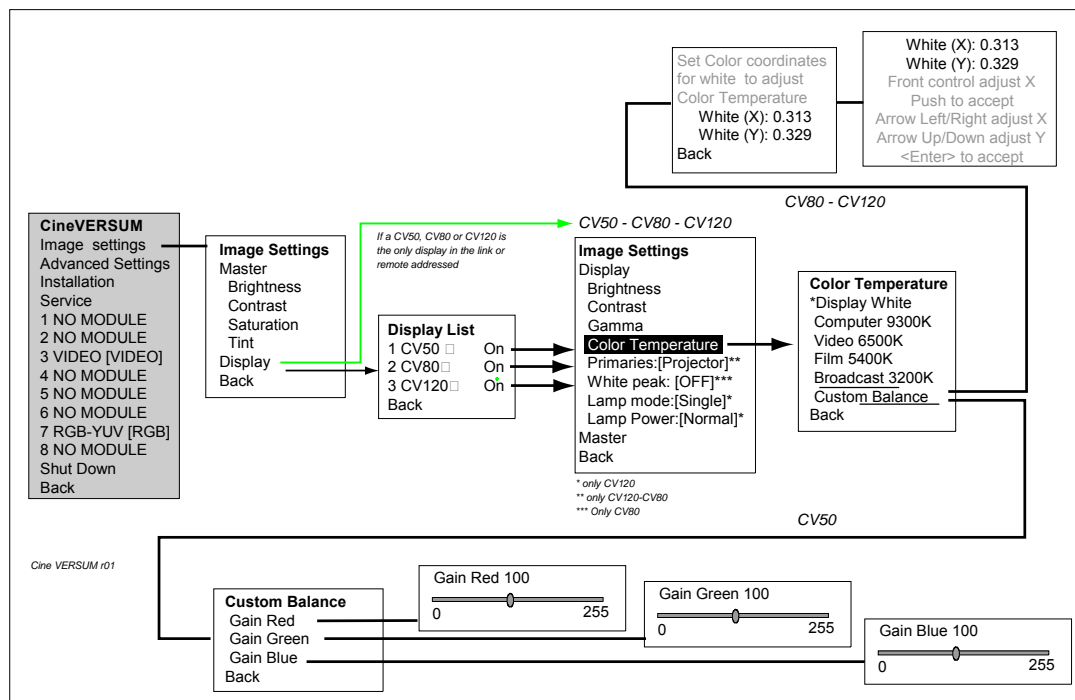 White (X): 0.313
White (Y): 0.329
Front control adjust X
Push to accept
Arrow Left/Right adjust X
Arrow Up/Down adjust Y
<Enter> to accept
Set Color coordinates
for white to adjust
Color Temperature
White (X): 0.313
White (Y): 0.329
Back
CV80 - CV120
CineVERSUM
Image settings
Advanced Settings
Installation
Service
1 NO MODULE
2 NO MODULE
3 VIDEO [VIDEO]
4 NO MODULE
5 NO MODULE
6 NO MODULE
7 RGB-YUV [RGB]
8 NO MODULE
Shut Down
Back
Image Settings
Master
Brightness
Contrast
Saturation
Tint
Display
Back
If a CV50, CV80 or CV120 is
the only display in the link or
remote addressed
Display List
1 CV50 □ On
2 CV80□ On
3 CV120□ On
Back
CV50 - CV80 - CV120
Image Settings
Display
Brightness
Contrast
Gamma
Color Temperature
Primaries:[Projector]**
White peak: [OFF]***
Lamp mode:[Single]*
Lamp Power:[Normal]*
Master
Back
* only CV120
** only CV120-CV80
*** Only CV80
Color Temperature
*Display White
Computer 9300K
Video 6500K
Film 5400K
Broadcast 3200K
Custom Balance
Back
CV50
Cine VERSUM r01
Custom Balance
Gain Red
Gain Green
Gain Blue
Back
Gain Red 100
0 255
Gain Green 100
0 255
Gain Blue 100
0 255